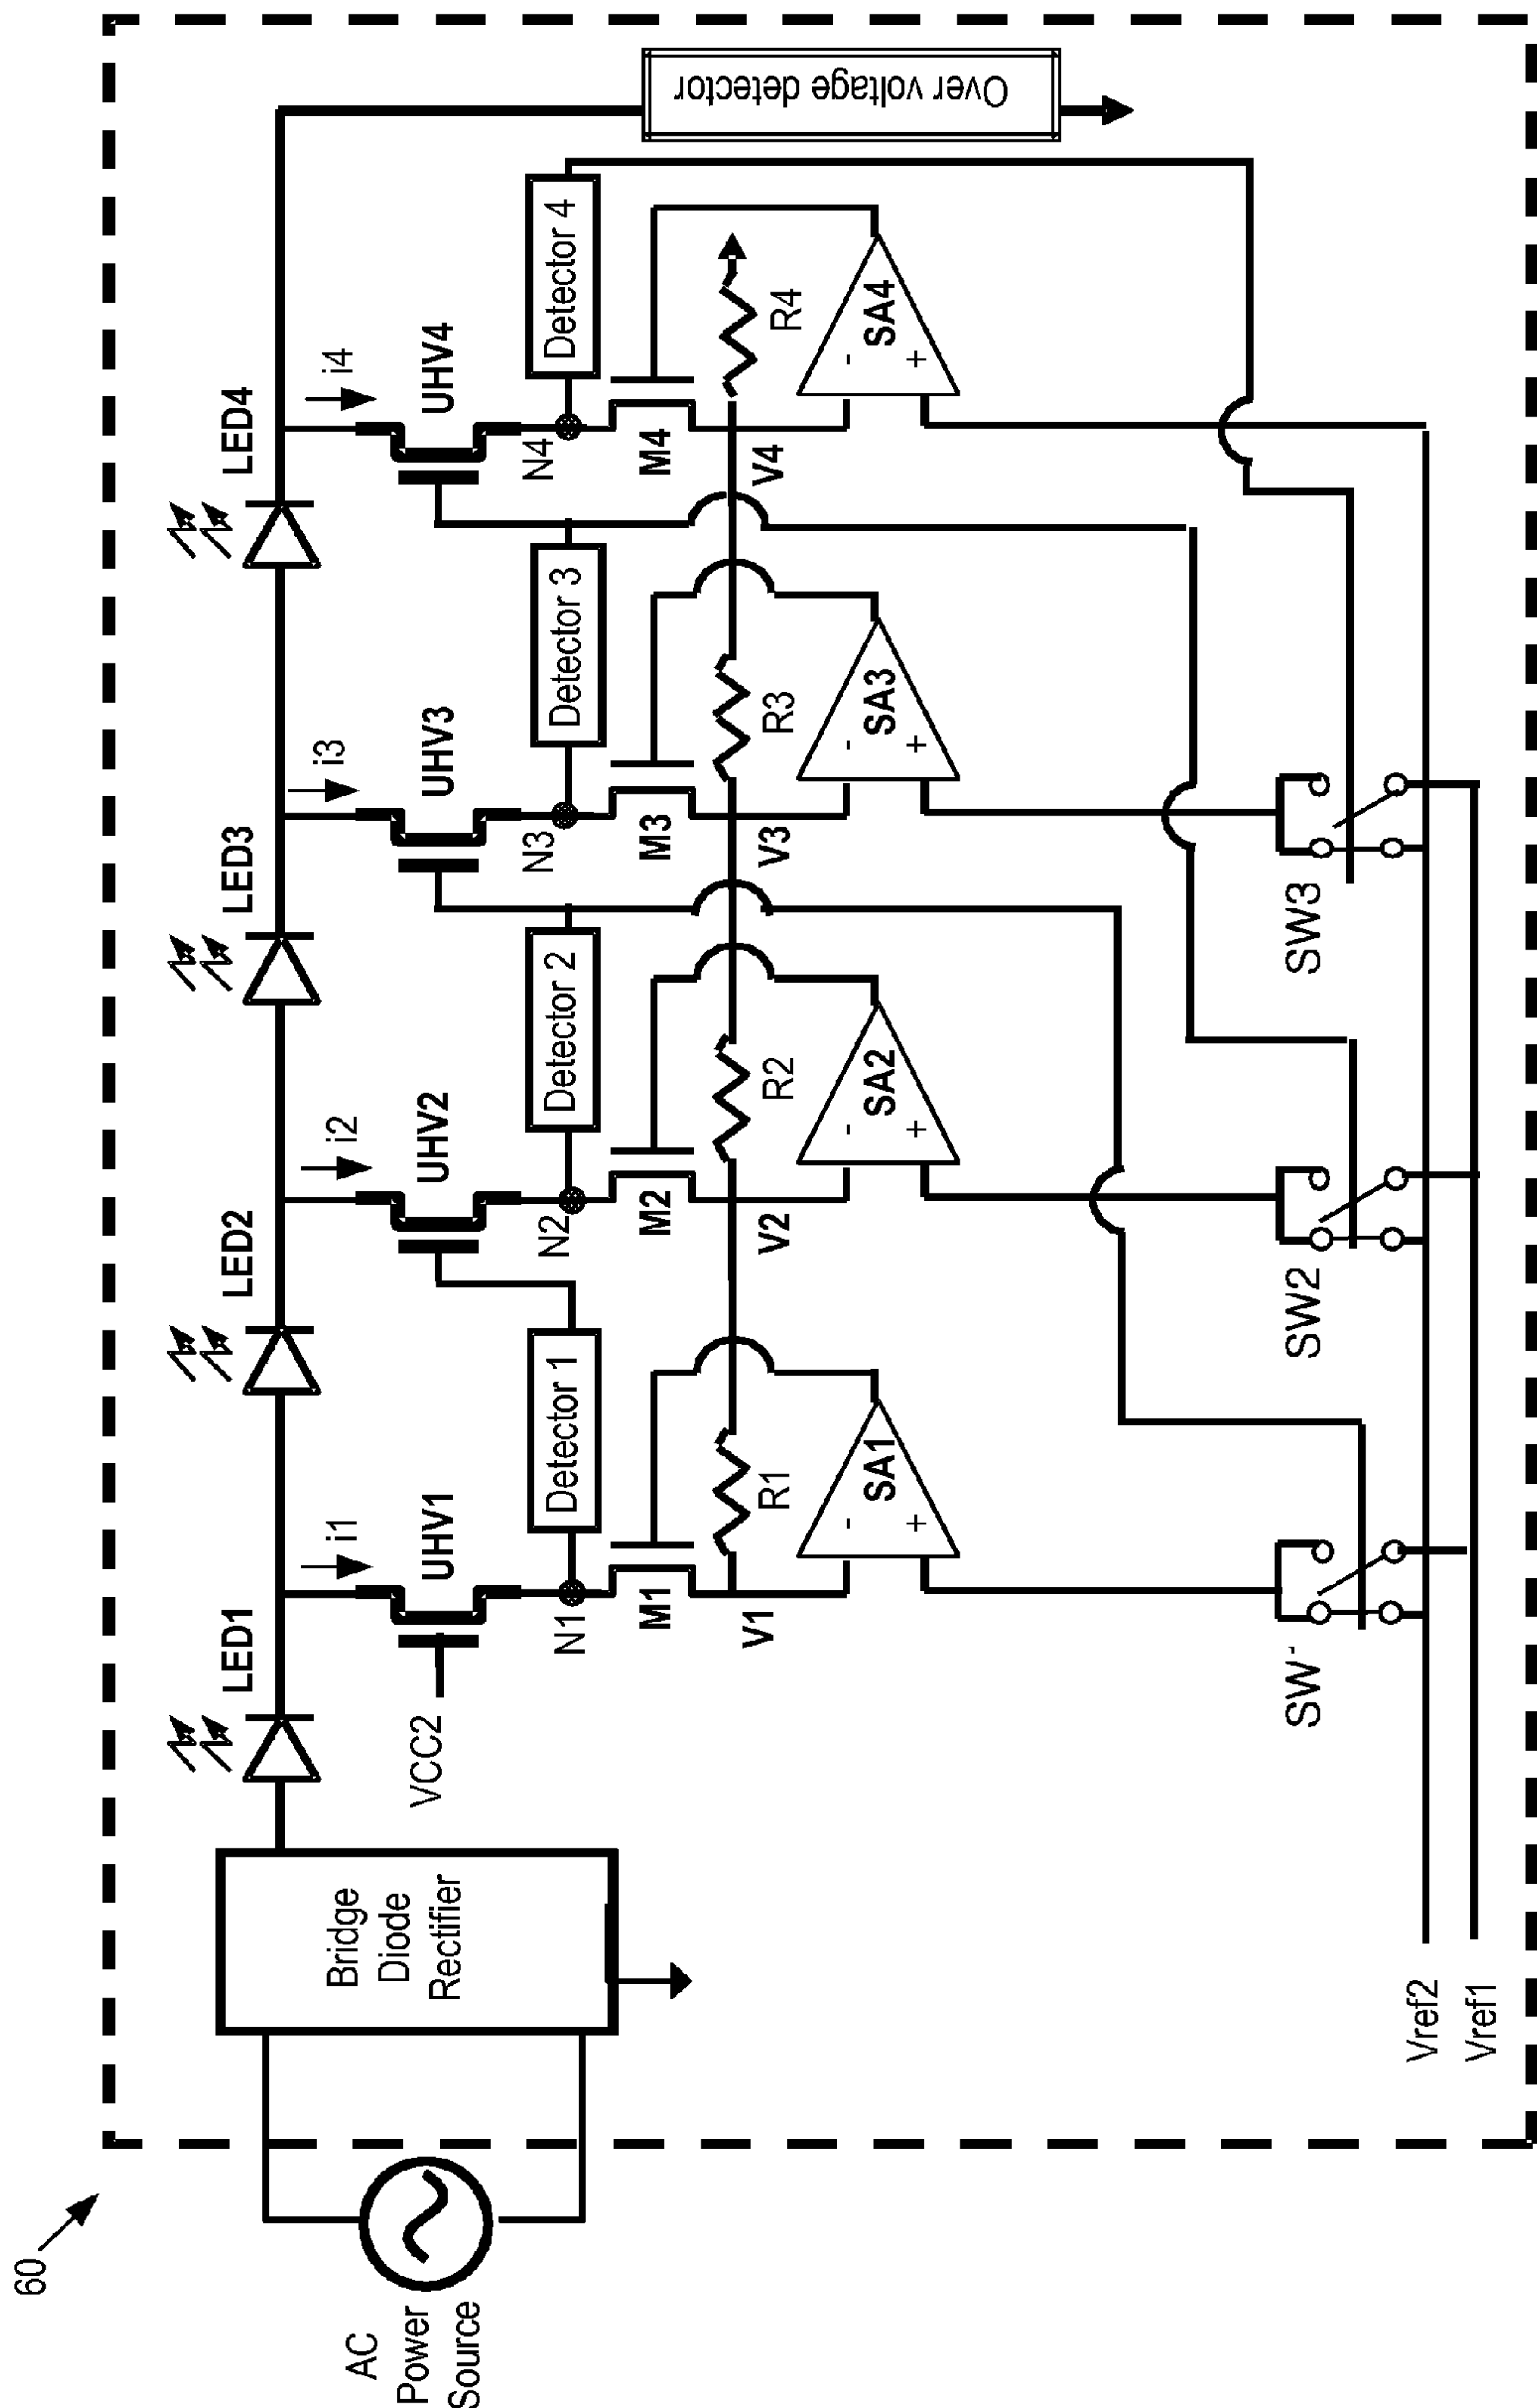 60
AC
Power
Source
Bridge
Diode
Rectifier
LED1
LED2
LED3
LED4
i1
i2
i3
i4
VCC2
UHV1
UHV2
UHV3
UHV4
N1
Detector 1
N2
Detector 2
N3
Detector 3
N4
Detector 4
Over voltage detector
M1
M2
M3
M4
V1
R1
V2
R2
V3
R3
V4
R4
-
+
SA1
-
+
SA2
-
+
SA3
-
+
SA4
SW
SW2
SW3
Vref2
Vref1